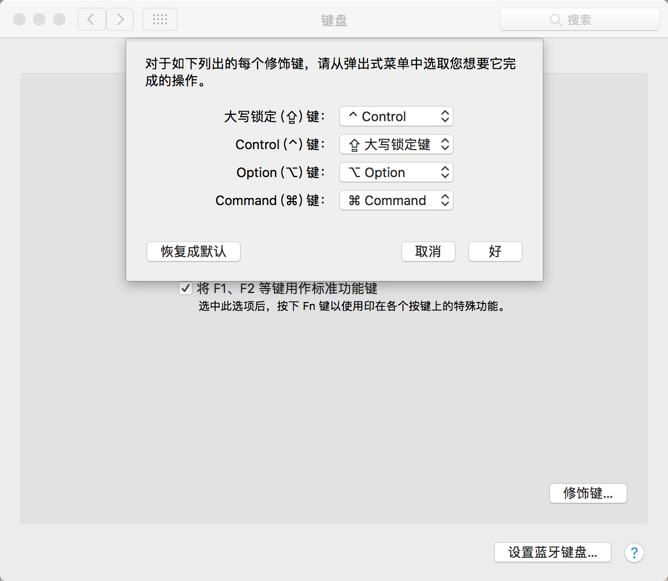 键盘
搜索
对于如下列出的每个修饰键，请从弹出式菜单中选取您想要它完
成的操作。
大写锁定 (⇪) 键： ^ Control
Control (^) 键： ⇪ 大写锁定键
Option (⌥) 键： ⌥ Option
Command (⌘) 键： ⌘ Command
恢复成默认 取消 好
将 F1、F2 等键用作标准功能键
选中此选项后，按下 Fn 键以使用印在各个按键上的特殊功能。
修饰键...
设置蓝牙键盘... ?